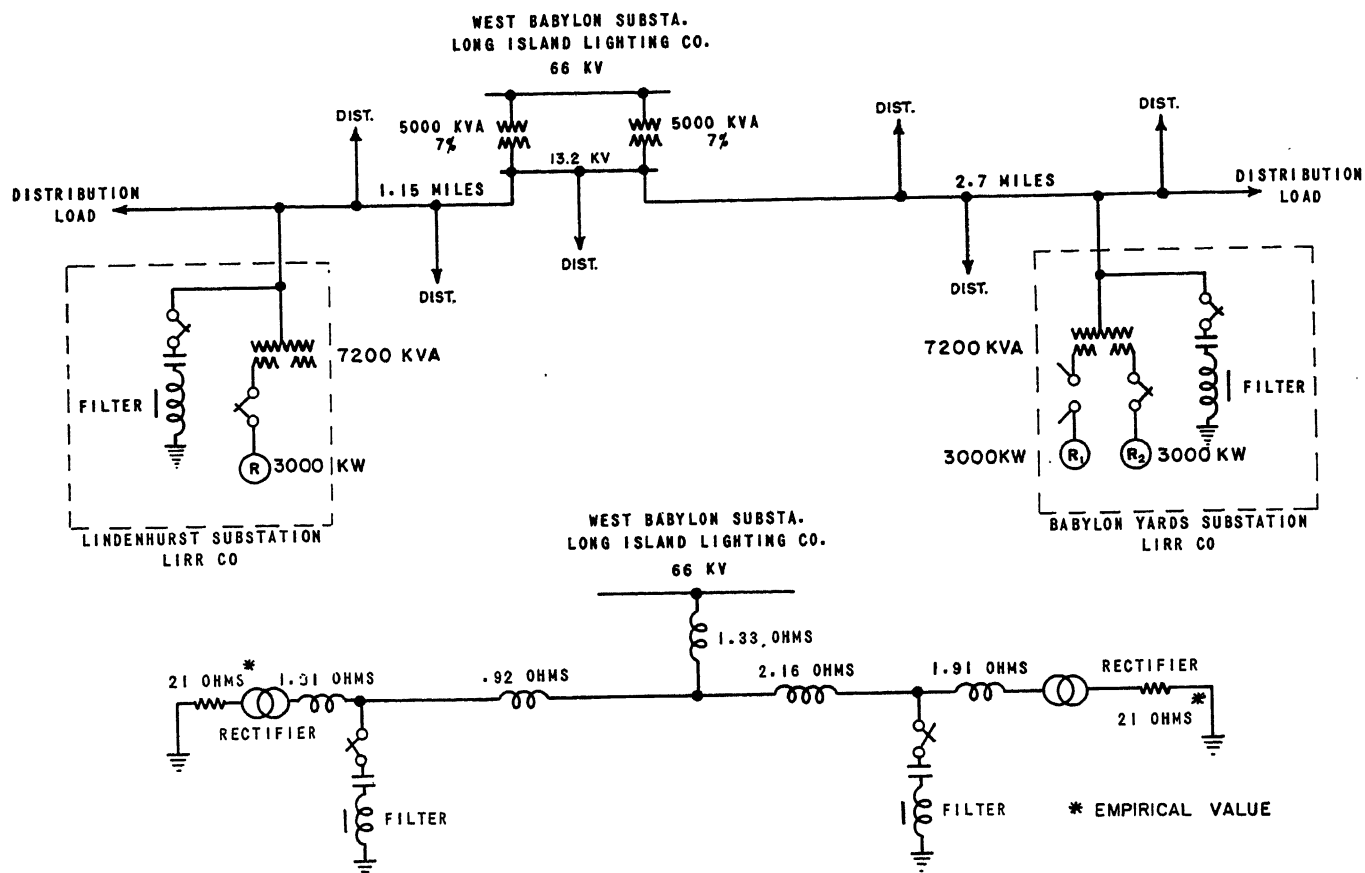 WEST BABYLON SUBSTA.
LONG ISLAND LIGHTING CO.
66 KV
DIST.
5000 KVA
7%
5000 KVA
7%
DIST.
DIST.
13.2 KV
DISTRIBUTION
LOAD
1.15 MILES
2.7 MILES
DISTRIBUTION
LOAD
DIST.
DIST.
DIST.
7200 KVA
7200 KVA
FILTER
FILTER
R
3000 KW
3000KW
R1
R2
3000 KW
LINDENHURST SUBSTATION
LIRR CO
BABYLON YARDS SUBSTATION
LIRR CO
WEST BABYLON SUBSTA.
LONG ISLAND LIGHTING CO.
66 KV
1.33 OHMS
21 OHMS *
OHMS
.92 OHMS
2.16 OHMS
1.91 OHMS
RECTIFIER
RECTIFIER
*
21 OHMS
FILTER
FILTER
* EMPIRICAL VALUE